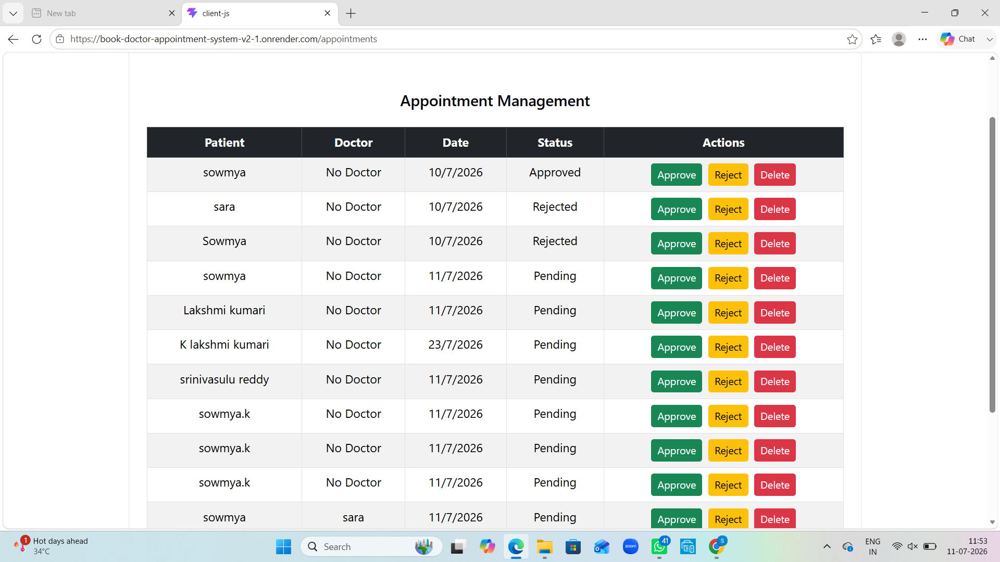 New tab
client-js
https://book-doctor-appointment-system-v2-1.onrender.com/appointments
Chat
Appointment Management
Patient Doctor Date Status Actions
sowmya No Doctor 10/7/2026 Approved Approve Reject Delete
sara No Doctor 10/7/2026 Rejected Approve Reject Delete
Sowmya No Doctor 10/7/2026 Rejected Approve Reject Delete
sowmya No Doctor 11/7/2026 Pending Approve Reject Delete
Lakshmi kumari No Doctor 11/7/2026 Pending Approve Reject Delete
K lakshmi kumari No Doctor 23/7/2026 Pending Approve Reject Delete
srinivasulu reddy No Doctor 11/7/2026 Pending Approve Reject Delete
sowmya.k No Doctor 11/7/2026 Pending Approve Reject Delete
sowmya.k No Doctor 11/7/2026 Pending Approve Reject Delete
sowmya.k No Doctor 11/7/2026 Pending Approve Reject Delete
sowmya sara 11/7/2026 Pending Approve Reject Delete
1
Hot days ahead
34°C
Search
zoom
41
S
ENG
IN
11:53
11-07-2026